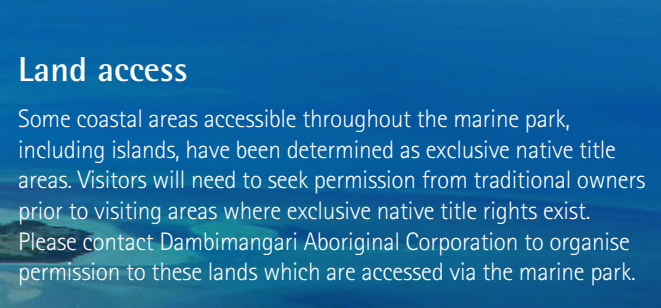 Land access
Some coastal areas accessible throughout the marine park,
including islands, have been determined as exclusive native title
areas. Visitors will need to seek permission from traditional owners
prior to visiting areas where exclusive native title rights exist.
Please contact Dambimangari Aboriginal Corporation to organise
permission to these lands which are accessed via the marine park.